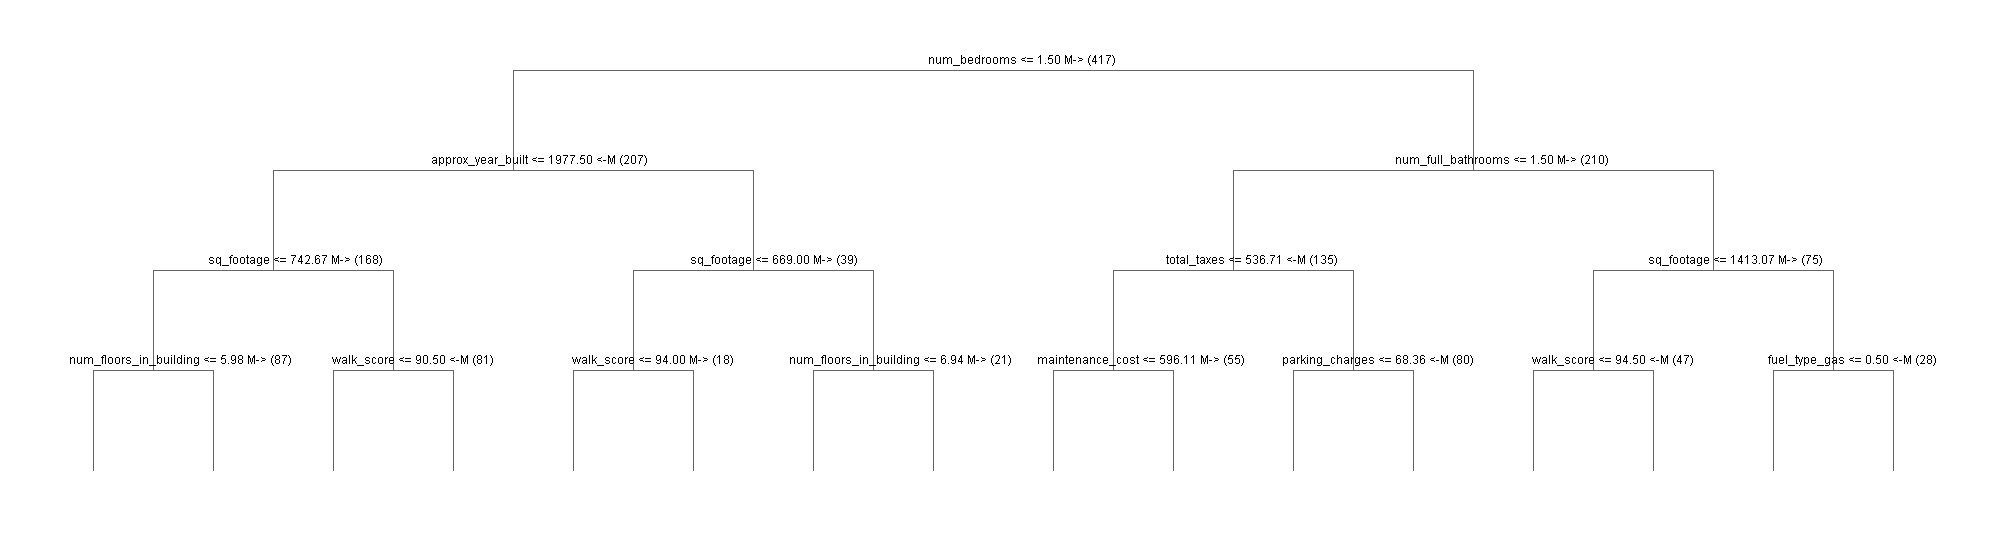 num_bedrooms <= 1.50 M-> (417)
approx_year_built <= 1977.50 <-M (207)
num_full_bathrooms <= 1.50 M-> (210)
sq_footage <= 742.67 M-> (168)
sq_footage <= 669.00 M-> (39)
total_taxes <= 536.71 <-M (135)
sq_footage <= 1413.07 M-> (75)
num_floors_in_building <= 5.98 M-> (87)
walk_score <= 90.50 <-M (81)
walk_score <= 94.00 M-> (18)
num_floors_in_building <= 6.94 M-> (21)
maintenance_cost <= 596.11 M-> (55)
parking_charges <= 68.36 <-M (80)
walk_score <= 94.50 <-M (47)
fuel_type_gas <= 0.50 <-M (28)